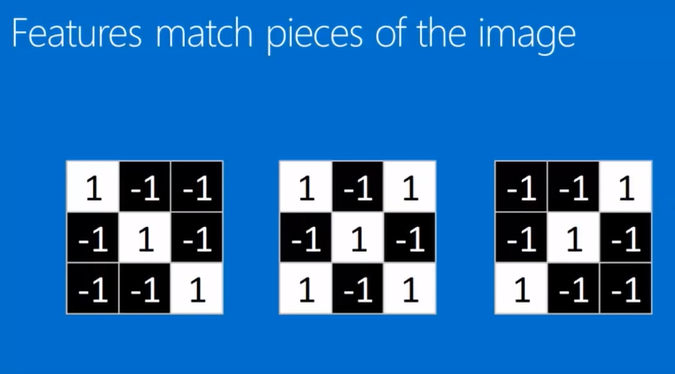 Features match pieces of the image
1 -1 -1 1 -1 1 -1 -1 1
-1 1 -1 -1 1 -1 -1 1 -1
-1 -1 1 1 -1 1 1 -1 -1